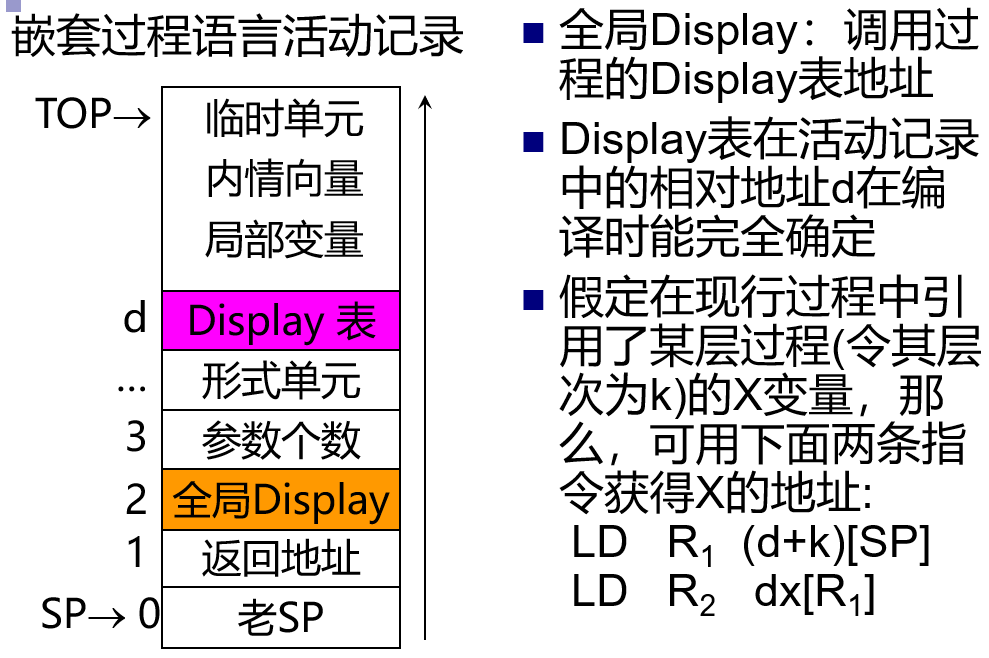 嵌套过程语言活动记录
TOP→
临时单元
内情向量
局部变量
d
Display 表
...
形式单元
3
参数个数
2
全局Display
1
返回地址
SP→ 0
老SP
全局Display：调用过
程的Display表地址
Display表在活动记录
中的相对地址d在编
译时能完全确定
假定在现行过程中引
用了某层过程(令其层
次为k)的X变量，那
么，可用下面两条指
令获得X的地址:
LD R₁ (d+k)[SP]
LD R₂ dx[R₁]